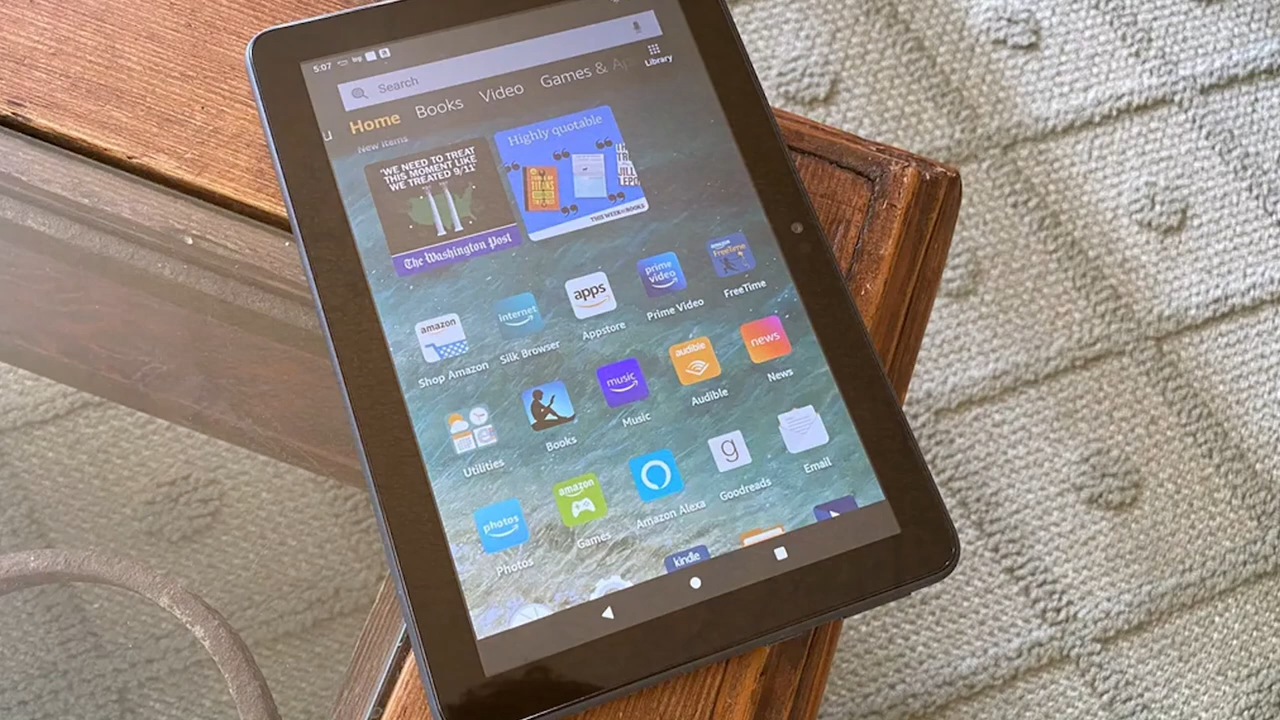 5:07
Search
Library
u Home Books Video Games & Ap
New Items
'WE NEED TO TREAT
THIS MOMENT LIKE
WE TREATED 9/11'
The Washington Post
Highly quotable
TITANS
THIS WEEK IN BOOKS
amazon
Shop Amazon
internet
Silk Browser
apps
Appstore
prime
video
Prime Video
amazon
FreeTime
FreeTime
Utilities
Books
music
Music
audible
Audible
news
News
photos
Photos
amazon
Games
Amazon Alexa
g
Goodreads
Email
kindle